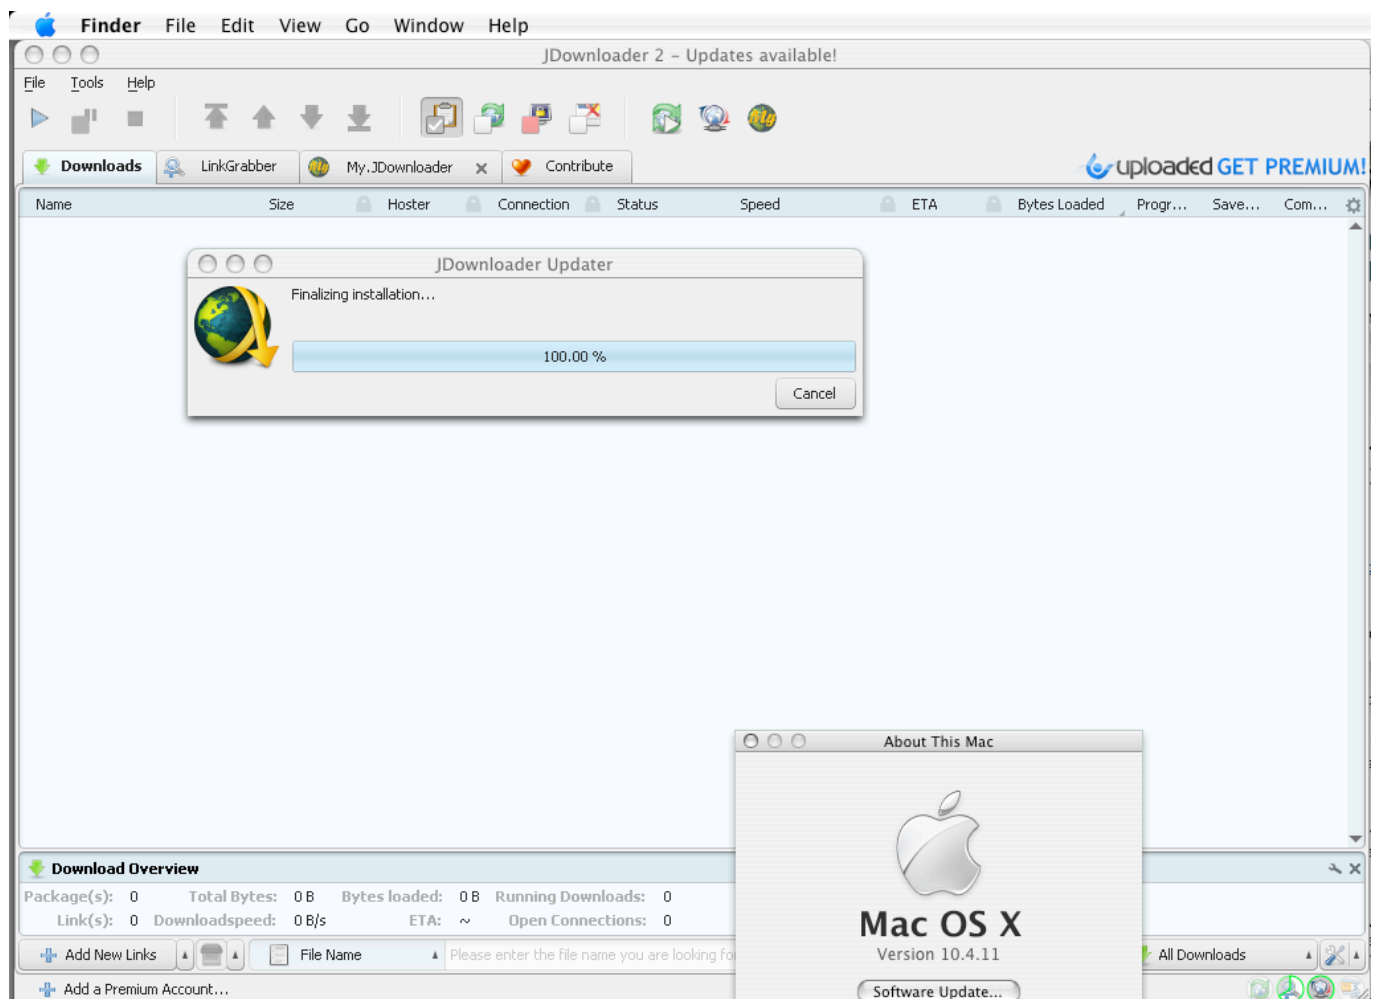 Finder File Edit View Go Window Help
JDownloader 2 – Updates available!
File Tools Help
Downloads LinkGrabber My.JDownloader Contribute uploaded GET PREMIUM!
Name Size Hoster Connection Status Speed ETA Bytes Loaded Progr... Save... Com...
JDownloader Updater
Finalizing installation...
100.00 %
Cancel
About This Mac
Mac OS X
Version 10.4.11
Software Update...
Download Overview
Package(s): 0 Total Bytes: 0 B Bytes loaded: 0 B Running Downloads: 0
Link(s): 0 Downloadspeed: 0 B/s ETA: ~ Open Connections: 0
Add New Links File Name Please enter the file name you are looking fo All Downloads
Add a Premium Account...